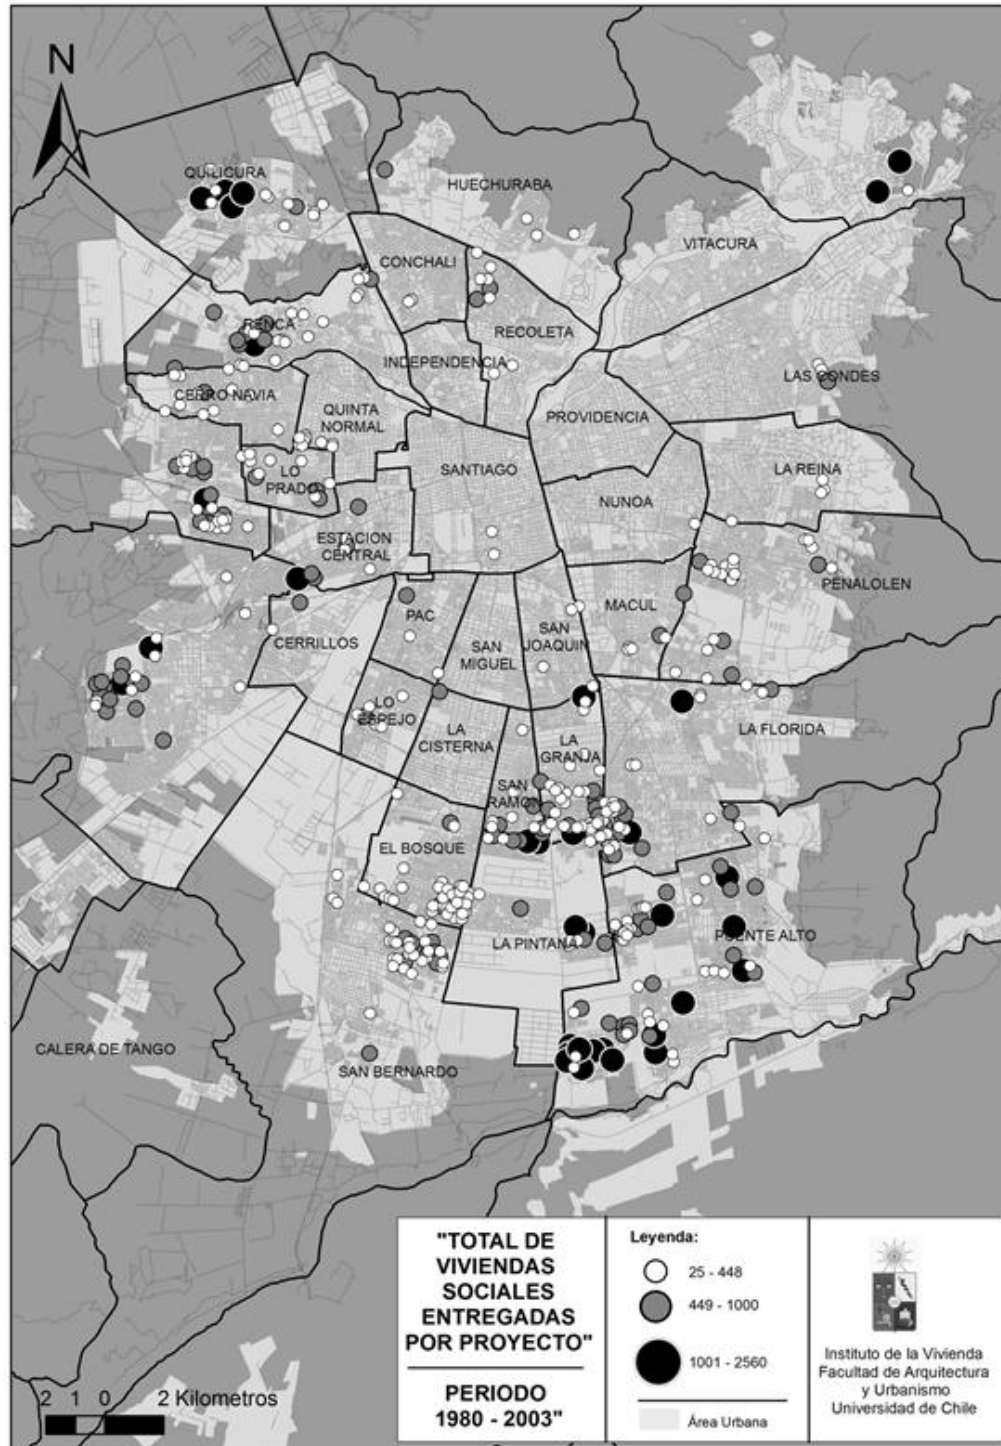 N
QUILICURA
HUECHURABA
VITACURA
CONCHALI
RENCA
RECOLETA
INDEPENDENCIA
LAS CONDES
CERRO NAVIA
QUINTA
NORMAL
PROVIDENCIA
SANTIAGO
LA REINA
LO
PRADO
NUNOA
ESTACION
CENTRAL
PENALOLEN
PAC
MACUL
CERRILLOS
SAN
MIGUEL
SAN
JOAQUIN
LO
ESPEJO
LA
CISTERNA
LA
GRANJA
LA FLORIDA
SAN
RAMON
EL BOSQUE
LA PINTANA
PUENTE ALTO
CALERA DE TANGO
SAN BERNARDO
"TOTAL DE
VIVIENDAS
SOCIALES
ENTREGADAS
POR PROYECTO"
PERIODO
1980 - 2003"
Leyenda:
25 - 448
449 - 1000
1001 - 2560
Área Urbana
Instituto de la Vivienda
Facultad de Arquitectura
y Urbanismo
Universidad de Chile
2 1 0 2 Kilometros